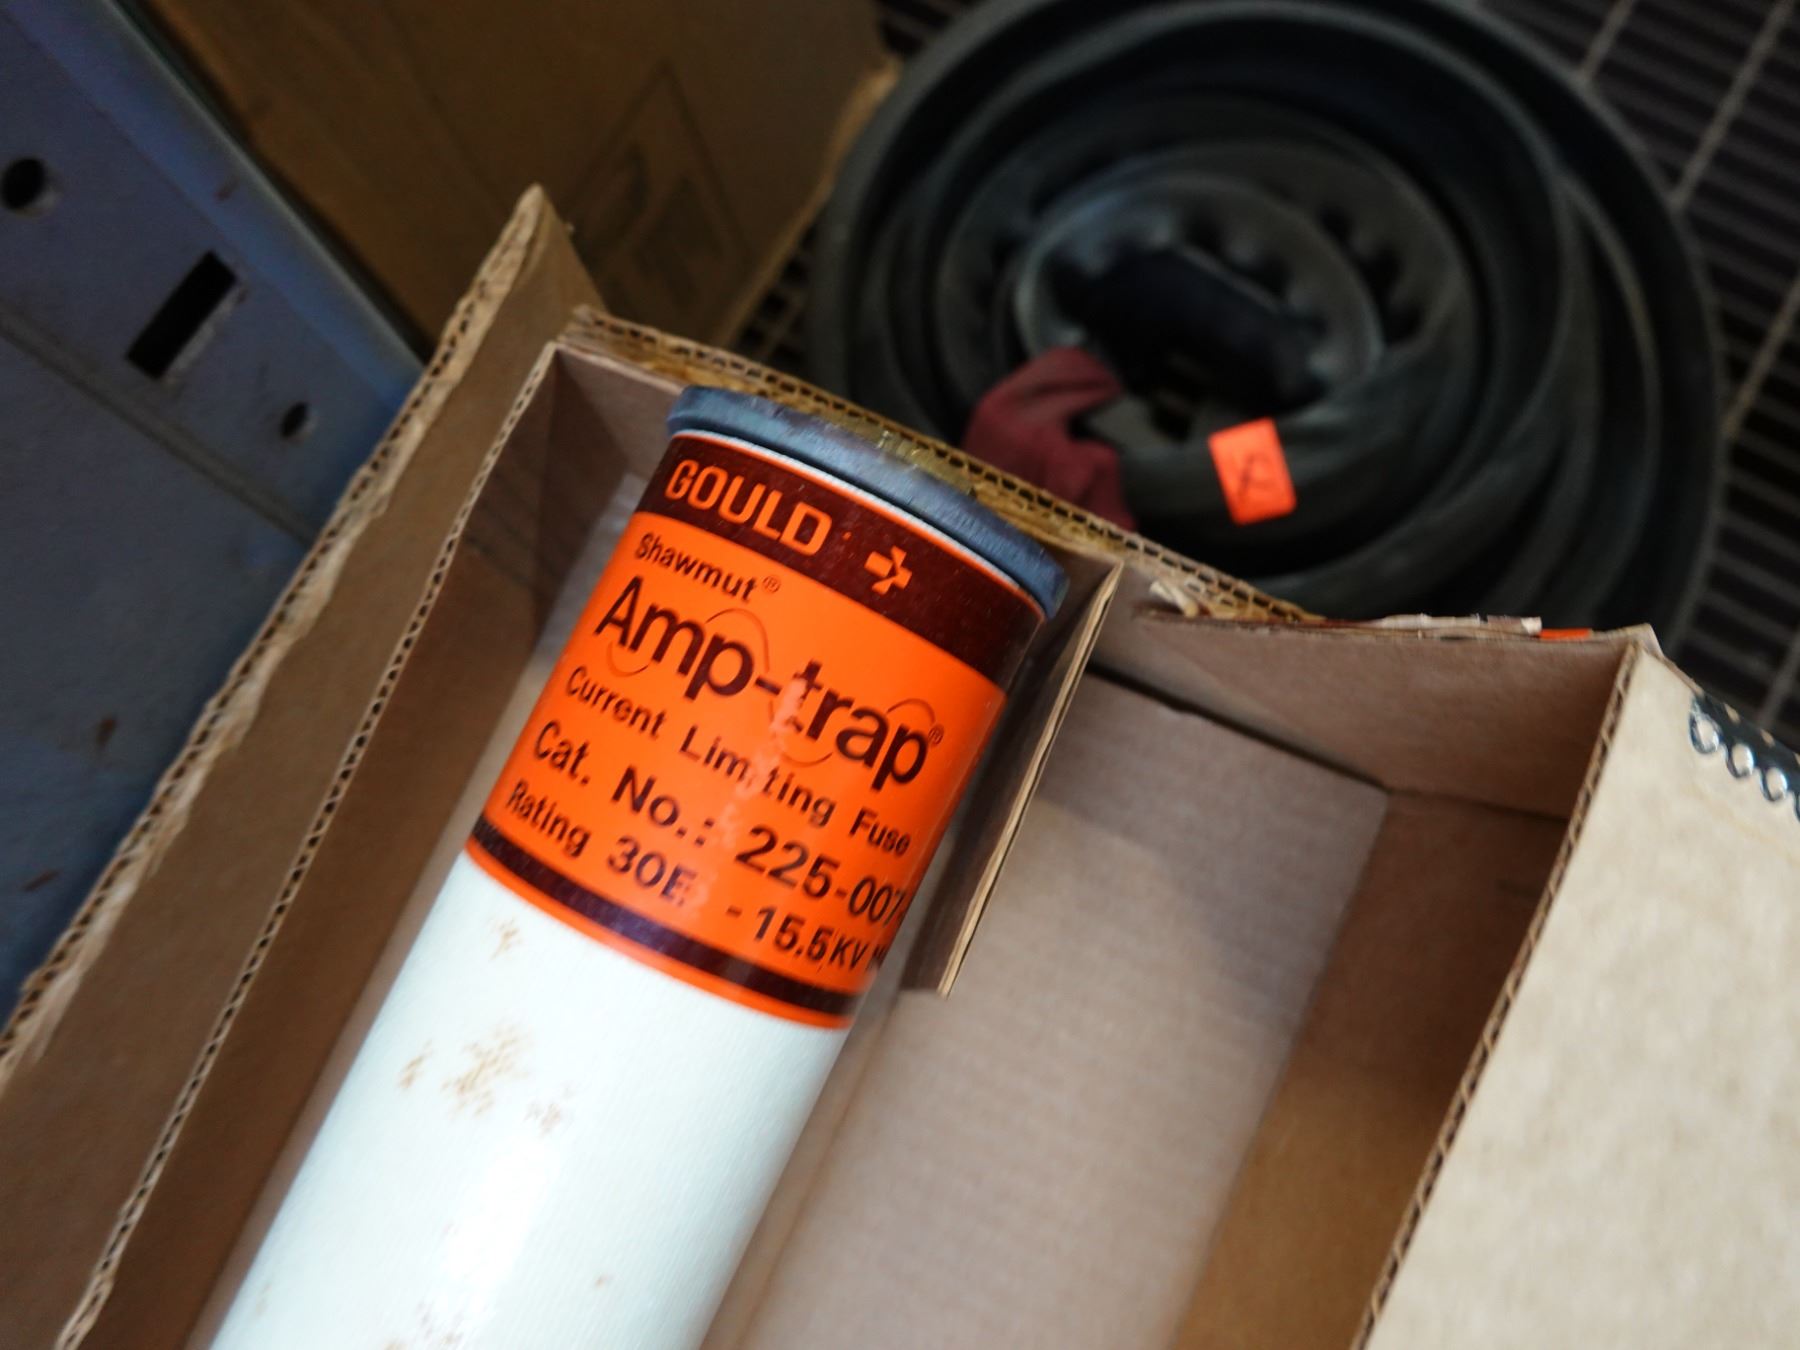 GOULD
Shawmut®
Amp-trap®
Current Limiting Fuse
Cat. No.: 225-007-
Rating 30E - 15.5KV
X